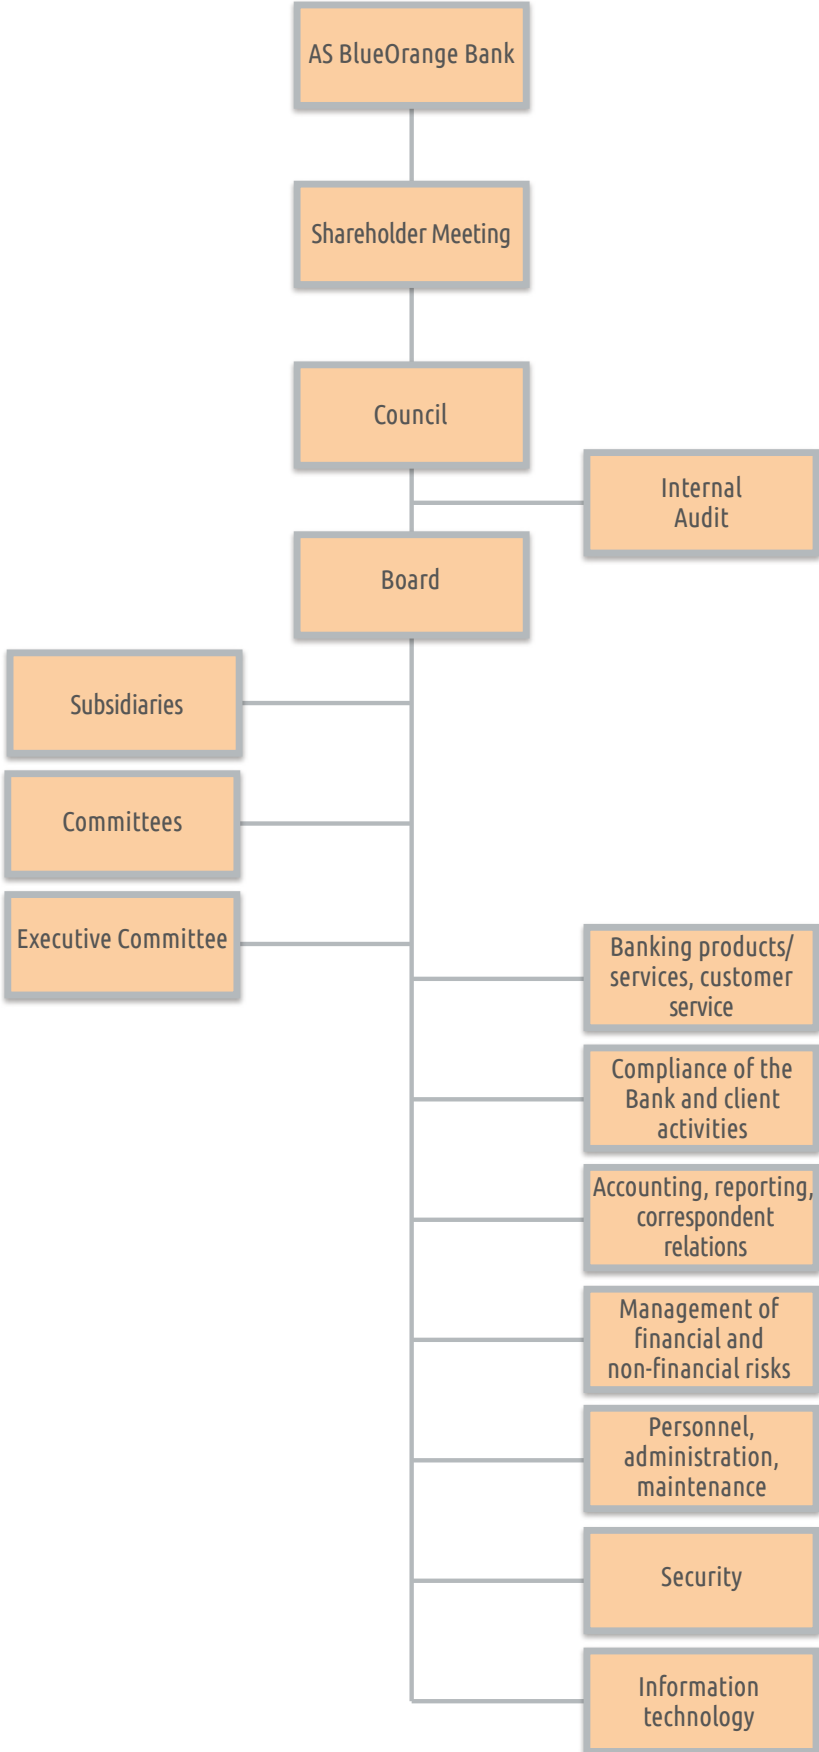 AS BlueOrange Bank
Shareholder Meeting
Council
Internal
Audit
Board
Subsidiaries
Committees
Executive Committee
Banking products/
services, customer
service
Compliance of the
Bank and client
activities
Accounting, reporting,
correspondent
relations
Management of
financial and
non-financial risks
Personnel,
administration,
maintenance
Security
Information
technology